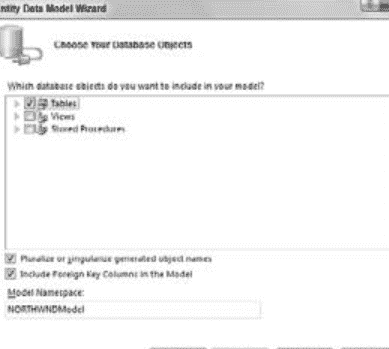 ntity Data Model Wizard
Choose Your Database Objects
Which database objects do you want to include in your model?
Tables
Views
Stored Procedures
Pluralize or singularize generated object names
Include Foreign Key Columns in the Model
Model Namespace:
NORTHWNDModel